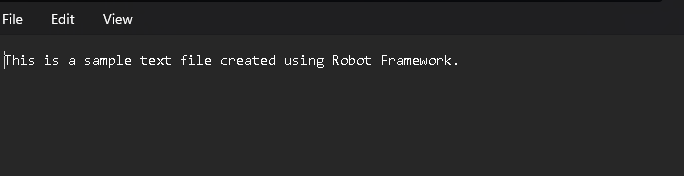 File Edit View
This is a sample text file created using Robot Framework.